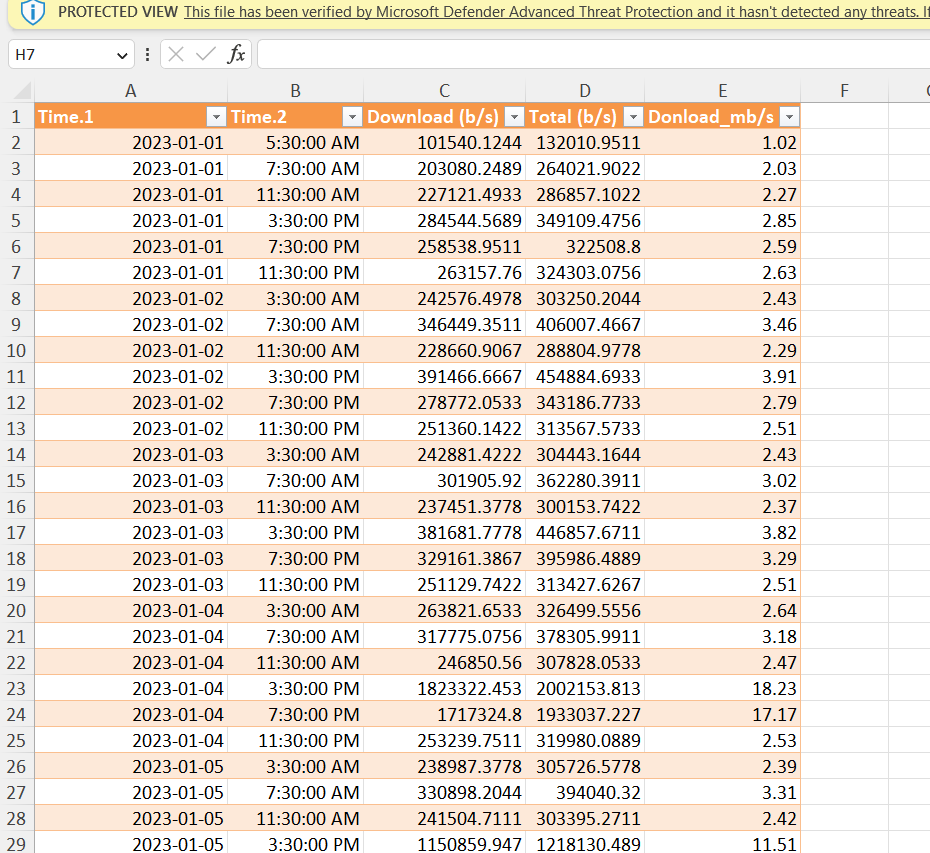 PROTECTED VIEW This file has been verified by Microsoft Defender Advanced Threat Protection and it hasn't detected any threats. If
H7 fx
A B C D E F
1 Time.1 Time.2 Download (b/s) Total (b/s) Donload_mb/s
2 2023-01-01 5:30:00 AM 101540.1244 132010.9511 1.02
3 2023-01-01 7:30:00 AM 203080.2489 264021.9022 2.03
4 2023-01-01 11:30:00 AM 227121.4933 286857.1022 2.27
5 2023-01-01 3:30:00 PM 284544.5689 349109.4756 2.85
6 2023-01-01 7:30:00 PM 258538.9511 322508.8 2.59
7 2023-01-01 11:30:00 PM 263157.76 324303.0756 2.63
8 2023-01-02 3:30:00 AM 242576.4978 303250.2044 2.43
9 2023-01-02 7:30:00 AM 346449.3511 406007.4667 3.46
10 2023-01-02 11:30:00 AM 228660.9067 288804.9778 2.29
11 2023-01-02 3:30:00 PM 391466.6667 454884.6933 3.91
12 2023-01-02 7:30:00 PM 278772.0533 343186.7733 2.79
13 2023-01-02 11:30:00 PM 251360.1422 313567.5733 2.51
14 2023-01-03 3:30:00 AM 242881.4222 304443.1644 2.43
15 2023-01-03 7:30:00 AM 301905.92 362280.3911 3.02
16 2023-01-03 11:30:00 AM 237451.3778 300153.7422 2.37
17 2023-01-03 3:30:00 PM 381681.7778 446857.6711 3.82
18 2023-01-03 7:30:00 PM 329161.3867 395986.4889 3.29
19 2023-01-03 11:30:00 PM 251129.7422 313427.6267 2.51
20 2023-01-04 3:30:00 AM 263821.6533 326499.5556 2.64
21 2023-01-04 7:30:00 AM 317775.0756 378305.9911 3.18
22 2023-01-04 11:30:00 AM 246850.56 307828.0533 2.47
23 2023-01-04 3:30:00 PM 1823322.453 2002153.813 18.23
24 2023-01-04 7:30:00 PM 1717324.8 1933037.227 17.17
25 2023-01-04 11:30:00 PM 253239.7511 319980.0889 2.53
26 2023-01-05 3:30:00 AM 238987.3778 305726.5778 2.39
27 2023-01-05 7:30:00 AM 330898.2044 394040.32 3.31
28 2023-01-05 11:30:00 AM 241504.7111 303395.2711 2.42
29 2023-01-05 3:30:00 PM 1150859.947 1218130.489 11.51